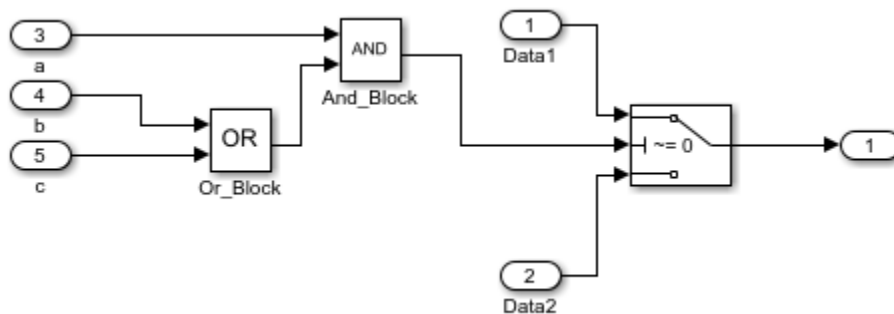 3
a
4
b
5
c
OR
Or_Block
AND
And_Block
1
Data1
2
Data2
~= 0
1